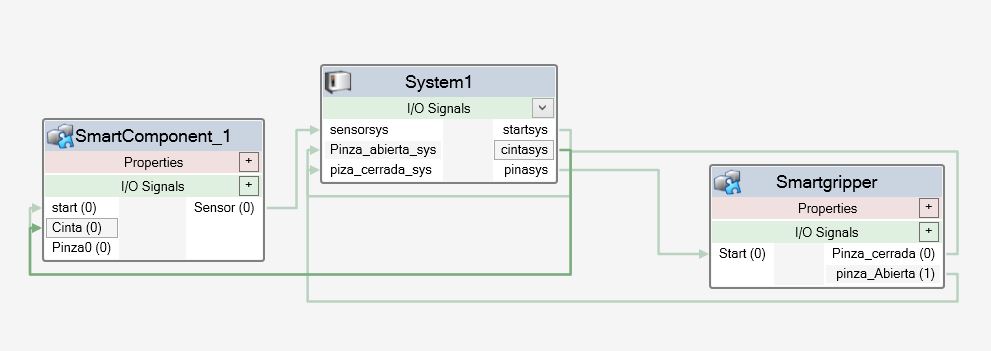 System1
I/O Signals
sensorsys startsys
Pinza_abierta_sys cintasys
piza_cerrada_sys pinasys
SmartComponent_1
Properties +
I/O Signals +
start (0) Sensor (0)
Cinta (0)
Pinza0 (0)
Smartgripper
Properties +
I/O Signals +
Start (0) Pinza_cerrada (0)
pinza_Abierta (1)